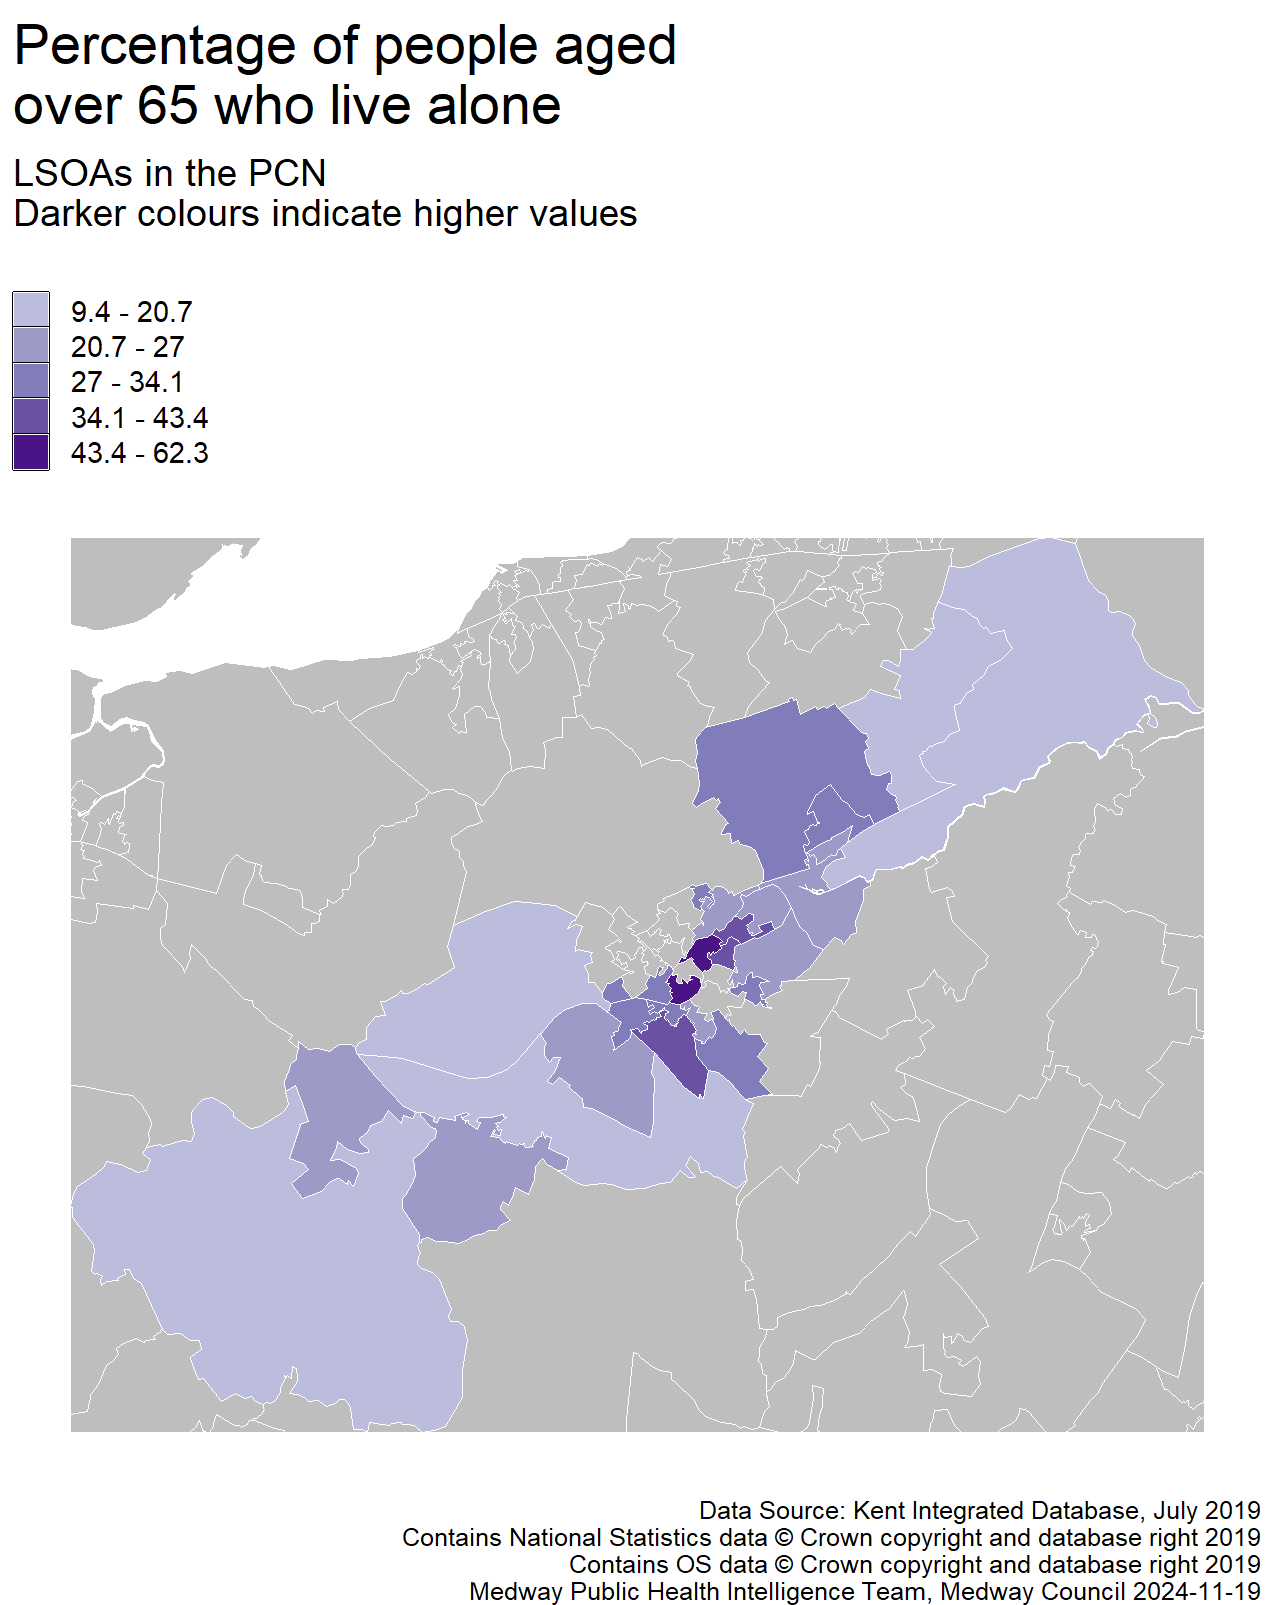 Percentage of people aged
over 65 who live alone
LSOAs in the PCN
Darker colours indicate higher values
9.4 - 20.7
20.7 - 27
27 - 34.1
34.1 - 43.4
43.4 - 62.3
Data Source: Kent Integrated Database, July 2019
Contains National Statistics data © Crown copyright and database right 2019
Contains OS data © Crown copyright and database right 2019
Medway Public Health Intelligence Team, Medway Council 2024-11-19